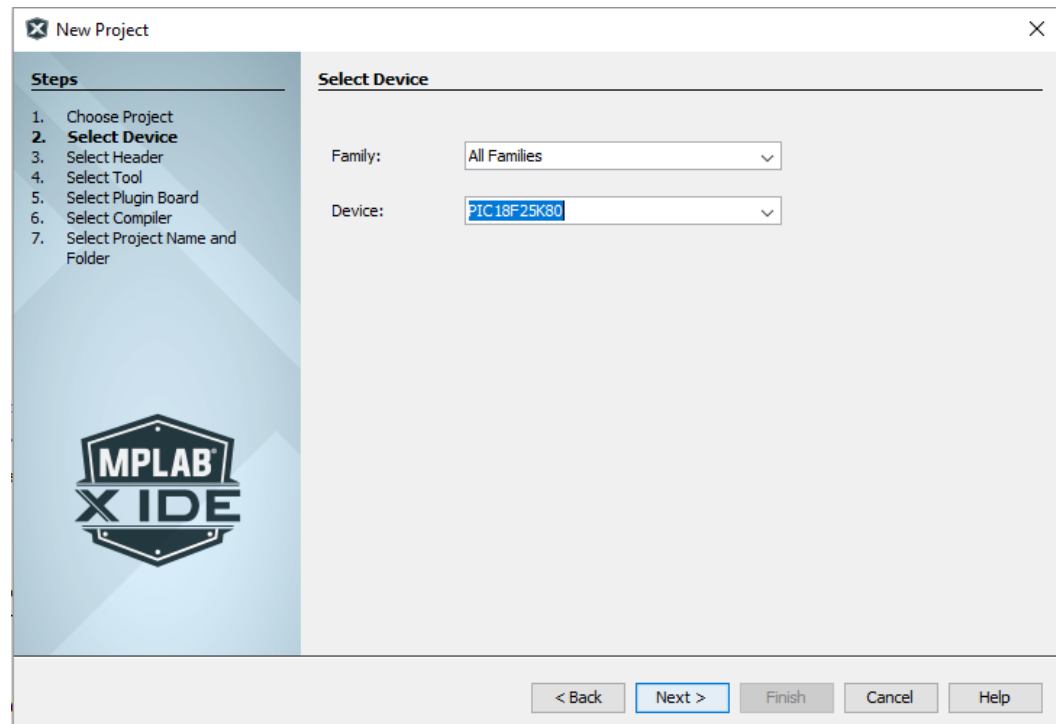 New Project
Steps
1. Choose Project
2. Select Device
3. Select Header
4. Select Tool
5. Select Plugin Board
6. Select Compiler
7. Select Project Name and
Folder
MPLAB®
X IDE
Select Device
Family: All Families
Device: PIC18F25K80
< Back Next > Finish Cancel Help